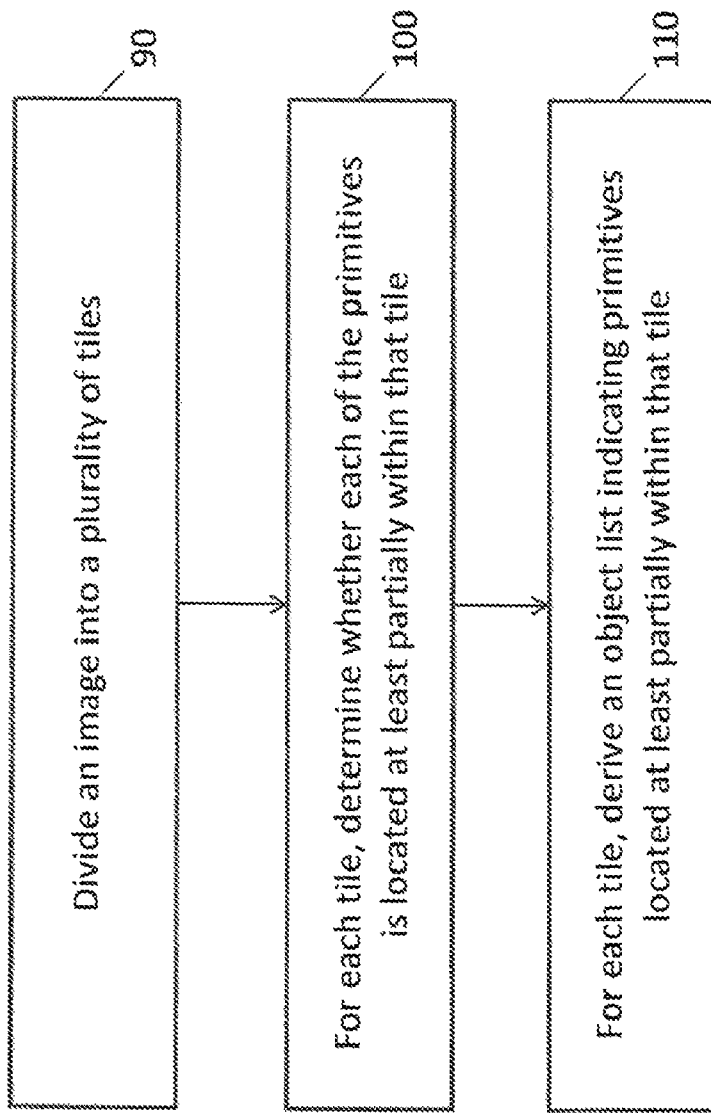 90
Divide an image into a plurality of tiles
100
For each tile, determine whether each of the primitives
is located at least partially within that tile
110
For each tile, derive an object list indicating primitives
located at least partially within that tile